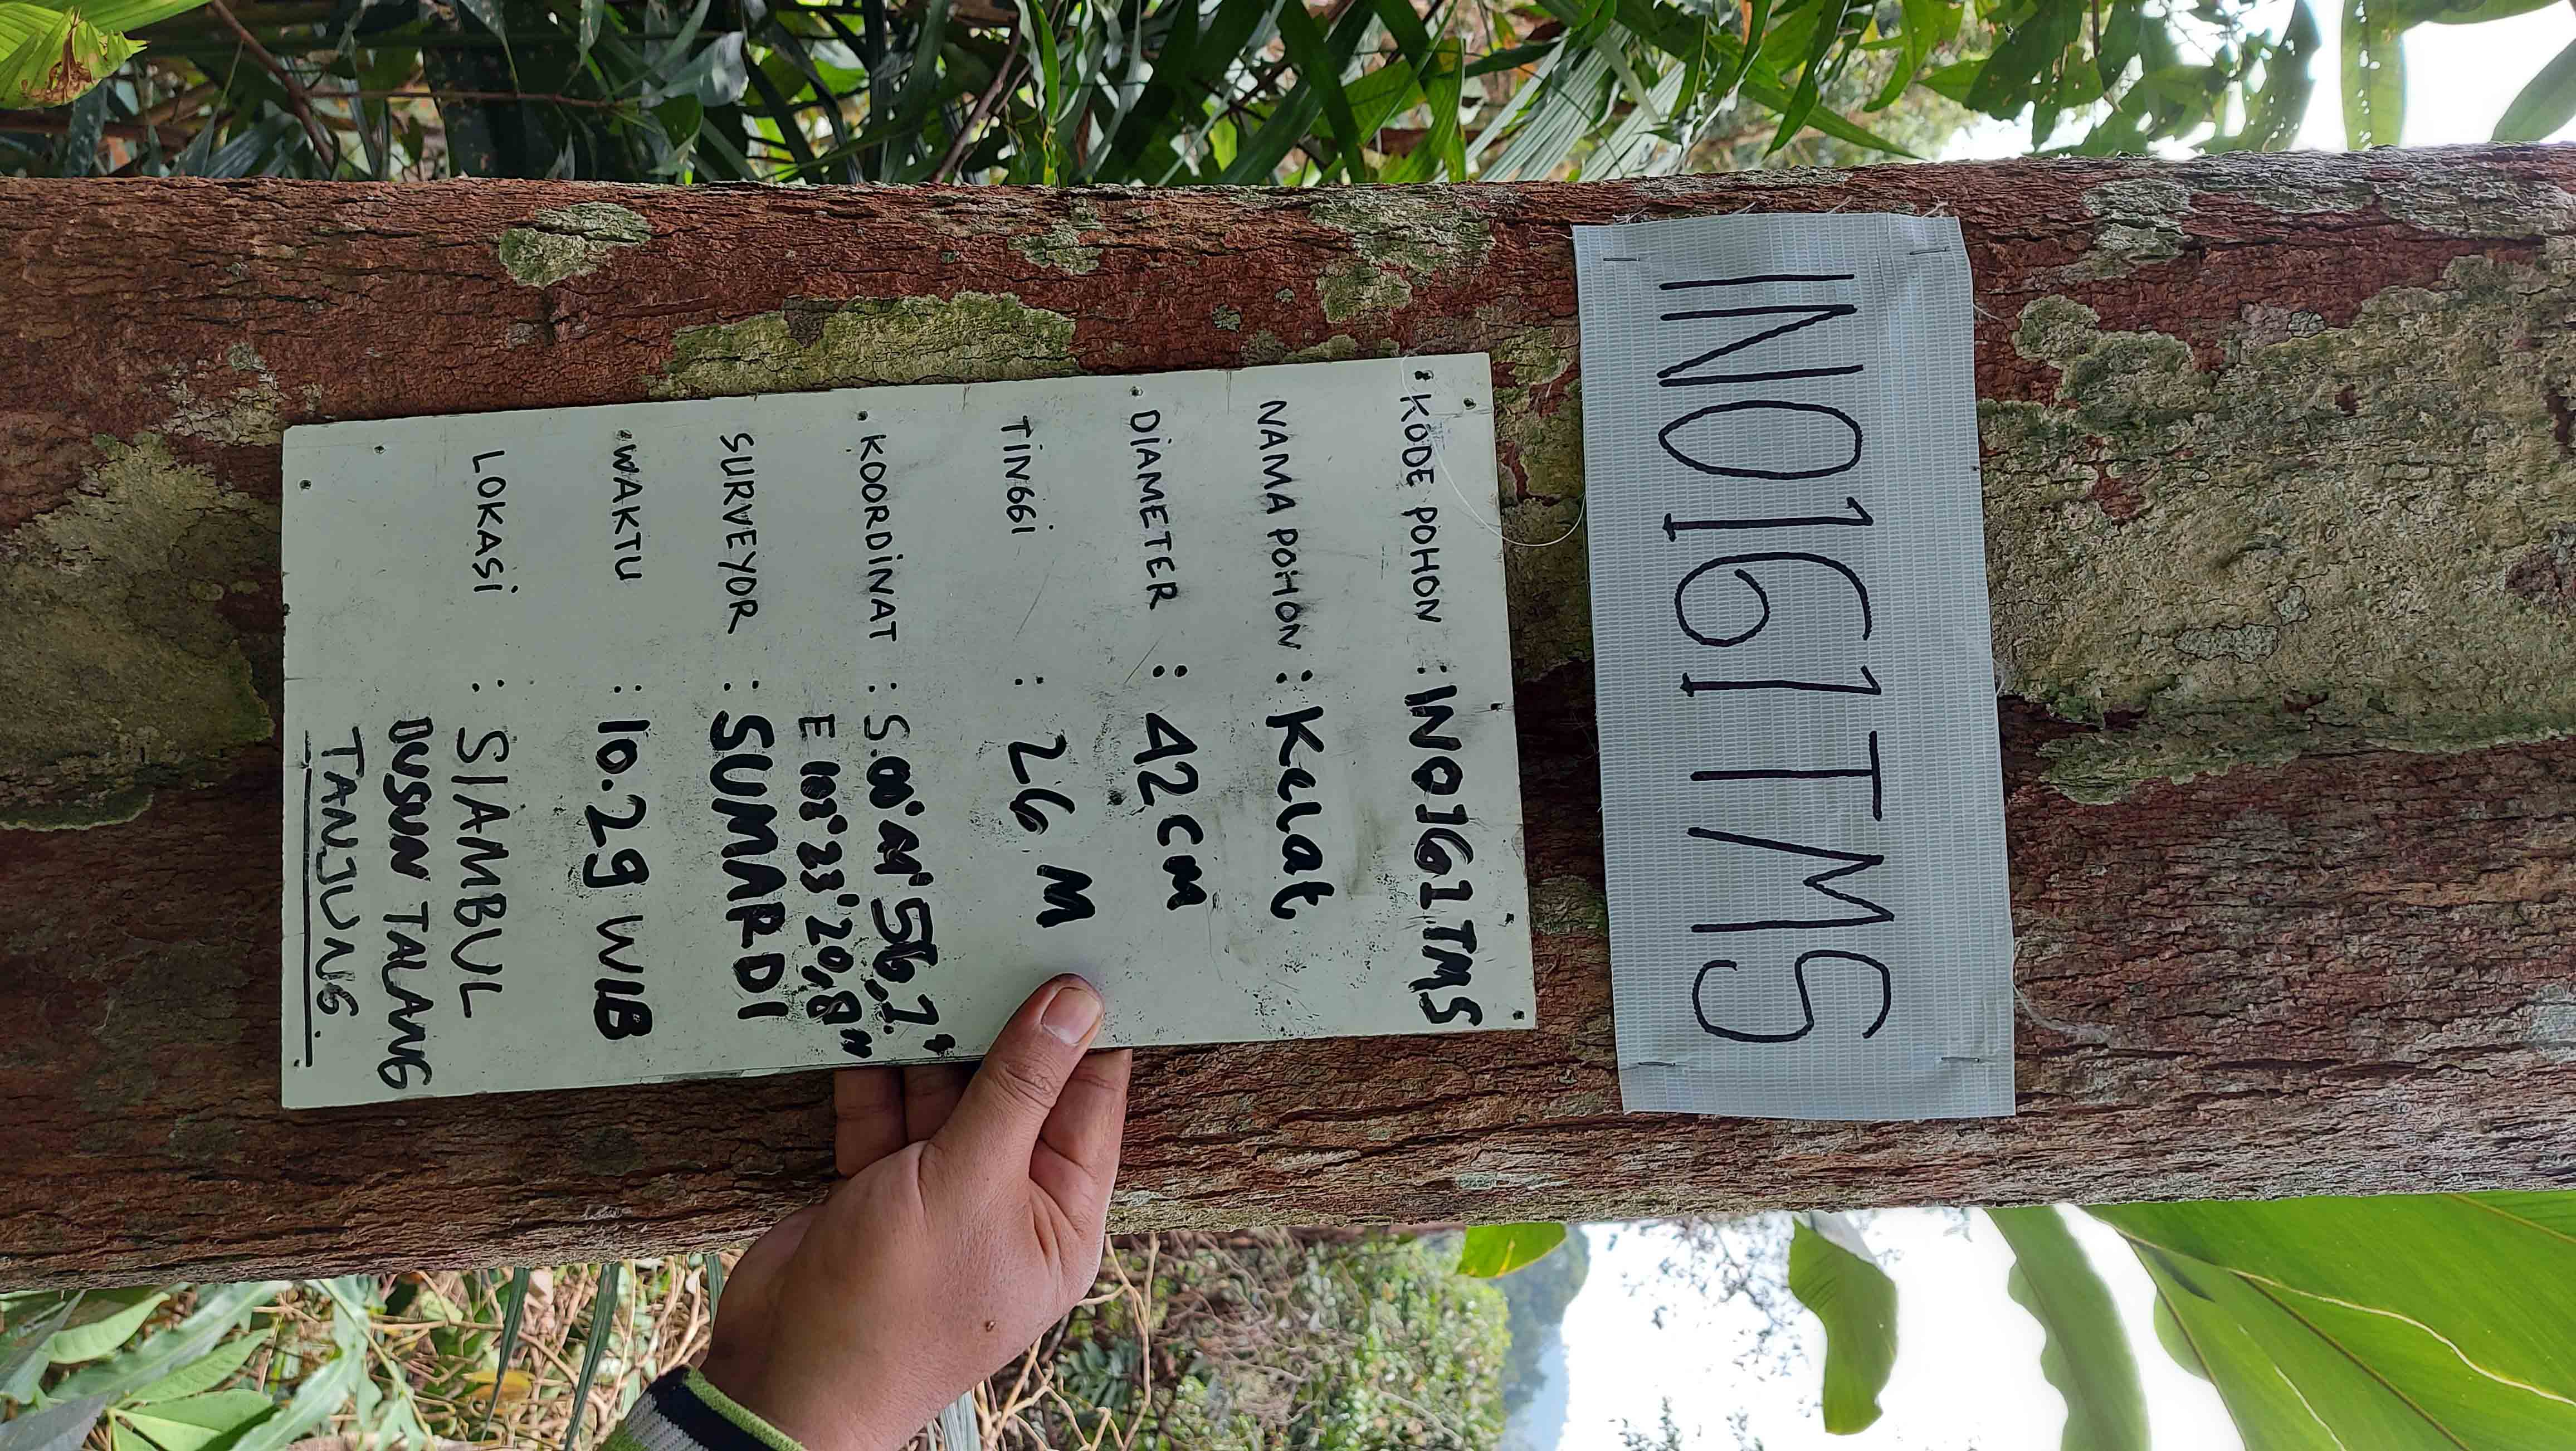 IN0161TMS
KODE POHON : IN0161TMS
NAMA POHON : Kelat
DIAMETER : 42 cm
TINGGI : 26 M
KOORDINAT : S. 00° 44' 56,1"
E 102° 23' 20,8"
SURVEYOR : SUMARDI
WAKTU : 10.29 WIB
LOKASI : SIAMBUL
DUSUN TALANG
TANJUNG.